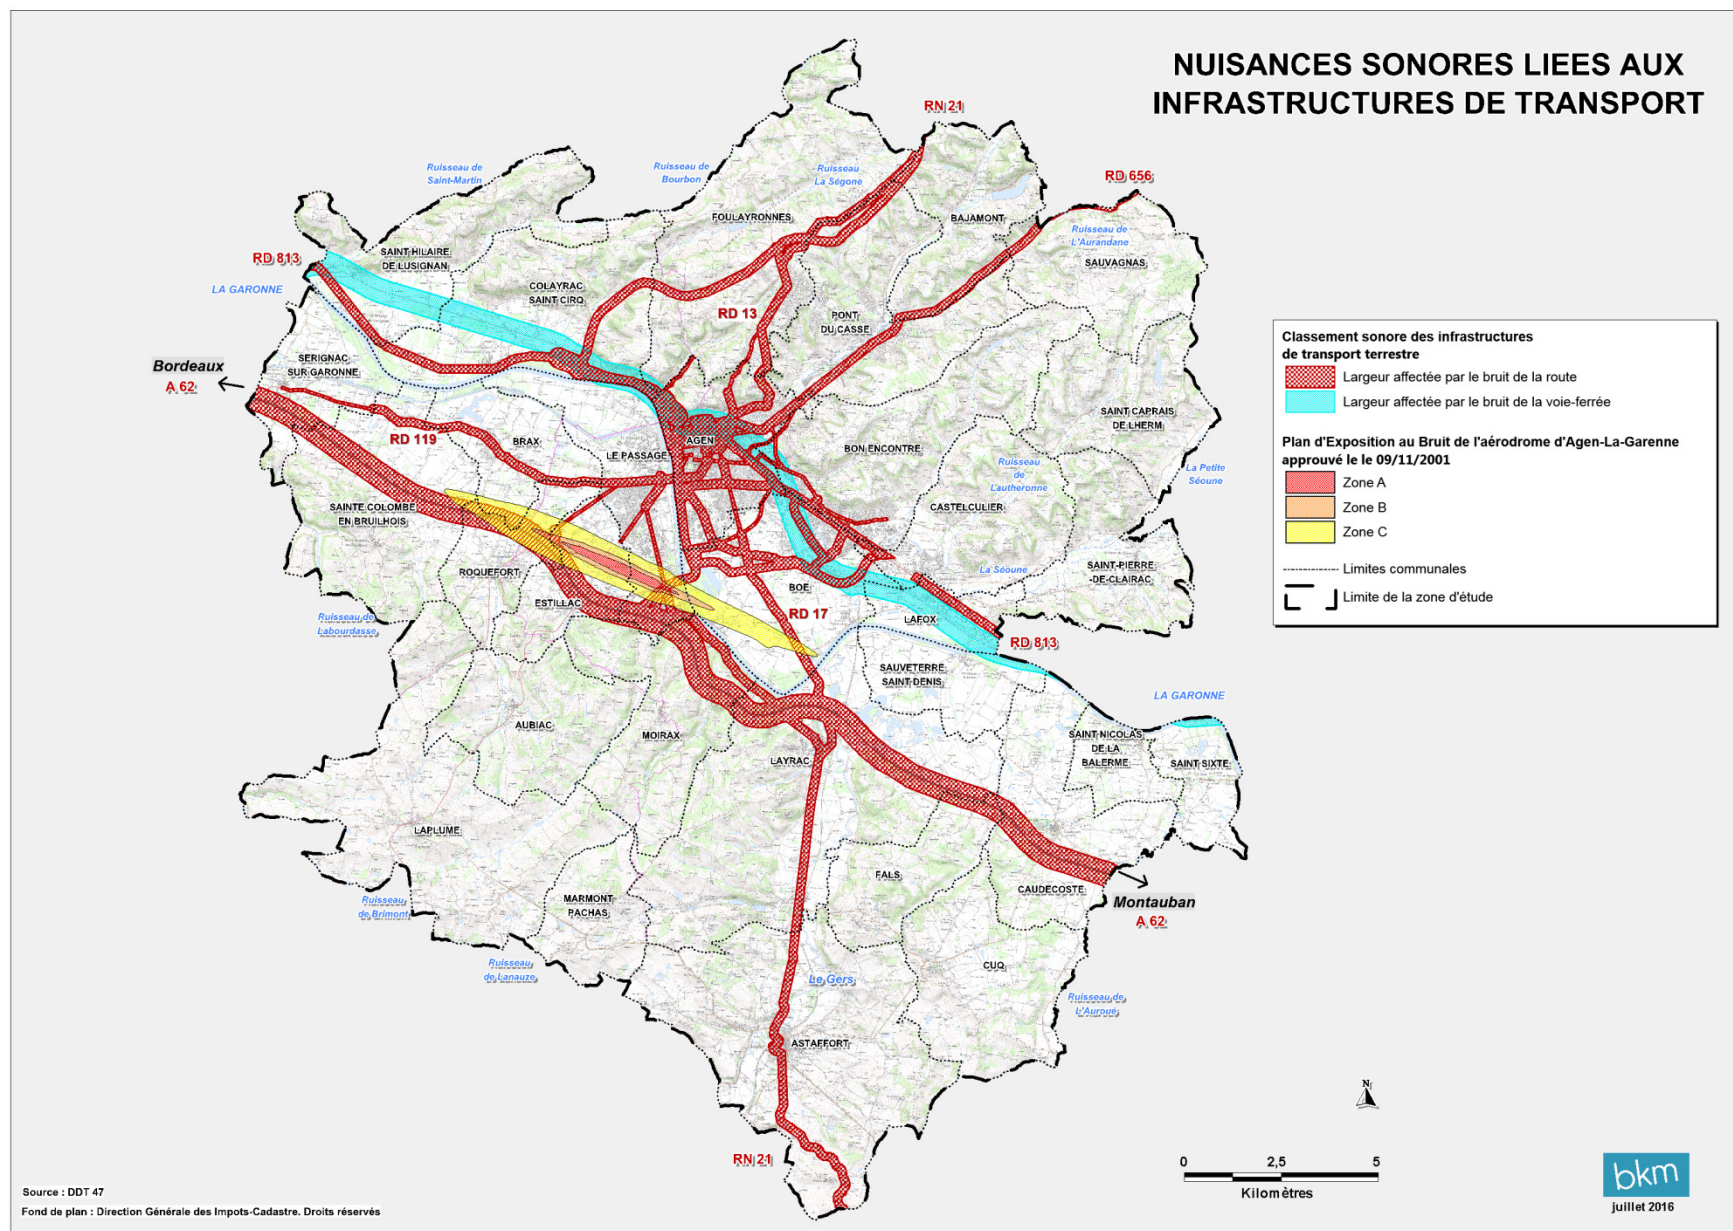 NUISANCES SONORES LIEES AUX
INFRASTRUCTURES DE TRANSPORT
RN 21
RD 656
Ruisseau de
Saint-Martin
Ruisseau de
Bourbon
Ruisseau
La Ségone
FOULAYRONNES
BAJAMONT
Ruisseau de
L'Aurandane
SAUVAGNAS
RD 813
SAINT HILAIRE
DE LUSIGNAN
LA GARONNE
COLAYRAC
SAINT CIRQ
RD 13
PONT
DU CASSE
SERIGNAC
SUR GARONNE
Bordeaux
A 62
RD 119
BRAX
LE PASSAGE
AGEN
BON ENCONTRE
SAINT CAPRAIS
DE LHERM
Ruisseau
de
Lautheronne
La Petite
Séoune
CASTELCULIER
SAINTE COLOMBE
EN BRUILHOIS
ROQUEFORT
ESTILLAC
Ruisseau de
Labourdasse
BOE
La Séoune
SAINT-PIERRE
-DE-CLAIRAC
RD 17
LAFOX
RD 813
SAUVETERRE
SAINT DENIS
LA GARONNE
AUBIAC
MOIRAX
LAYRAC
SAINT NICOLAS
DE LA
BALERME
SAINT SIXTE
LAPLUME
FALS
CAUDECOSTE
Montauban
A 62
MARMONT
PACHAS
Ruisseau
de Brimont
Ruisseau
de Lanauze
Le Gers
CUQ
Ruisseau de
L'Auroue
ASTAFFORT
RN 21
Classement sonore des infrastructures
de transport terrestre
Largeur affectée par le bruit de la route
Largeur affectée par le bruit de la voie-ferrée
Plan d'Exposition au Bruit de l'aérodrome d'Agen-La-Garenne
approuvé le le 09/11/2001
Zone A
Zone B
Zone C
Limites communales
Limite de la zone d'étude
N
0 2,5 5
Kilomètres
bkm
juillet 2016
Source : DDT 47
Fond de plan : Direction Générale des Impots-Cadastre. Droits réservés